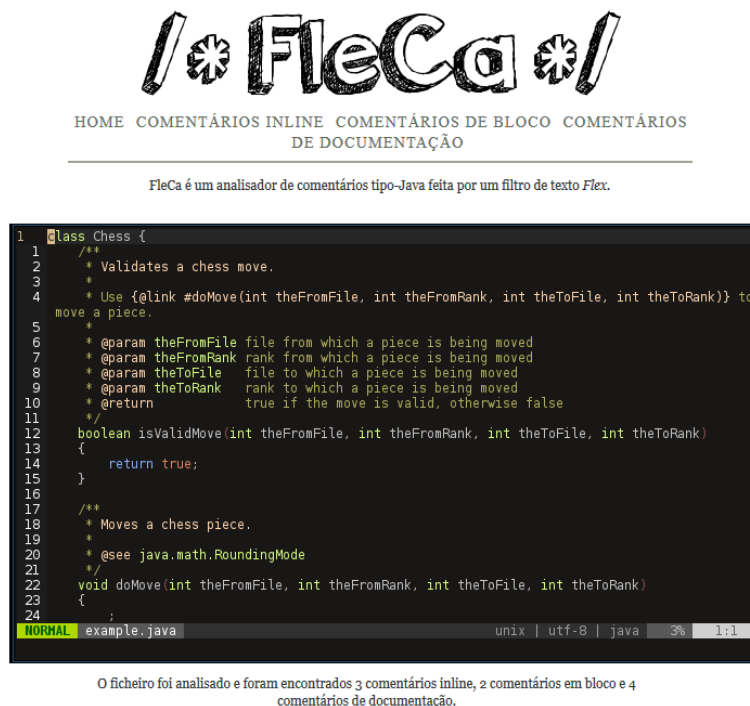 /* FleCa */
HOME COMENTÁRIOS INLINE COMENTÁRIOS DE BLOCO COMENTÁRIOS
DE DOCUMENTAÇÃO
FleCa é um analisador de comentários tipo-Java feita por um filtro de texto Flex.
1 class Chess {
1 /**
2 * Validates a chess move.
3 *
4 * Use {@link #doMove(int theFromFile, int theFromRank, int theToFile, int theToRank)} to
move a piece.
5 *
6 * @param theFromFile file from which a piece is being moved
7 * @param theFromRank rank from which a piece is being moved
8 * @param theToFile file to which a piece is being moved
9 * @param theToRank rank to which a piece is being moved
10 * @return true if the move is valid, otherwise false
11 */
12 boolean isValidMove(int theFromFile, int theFromRank, int theToFile, int theToRank)
13 {
14 return true;
15 }
16
17 /**
18 * Moves a chess piece.
19 *
20 * @see java.math.RoundingMode
21 */
22 void doMove(int theFromFile, int theFromRank, int theToFile, int theToRank)
23 {
24 ;
NORMAL example.java unix | utf-8 | java 3% 1:1
O ficheiro foi analisado e foram encontrados 3 comentários inline, 2 comentários em bloco e 4
comentários de documentação.